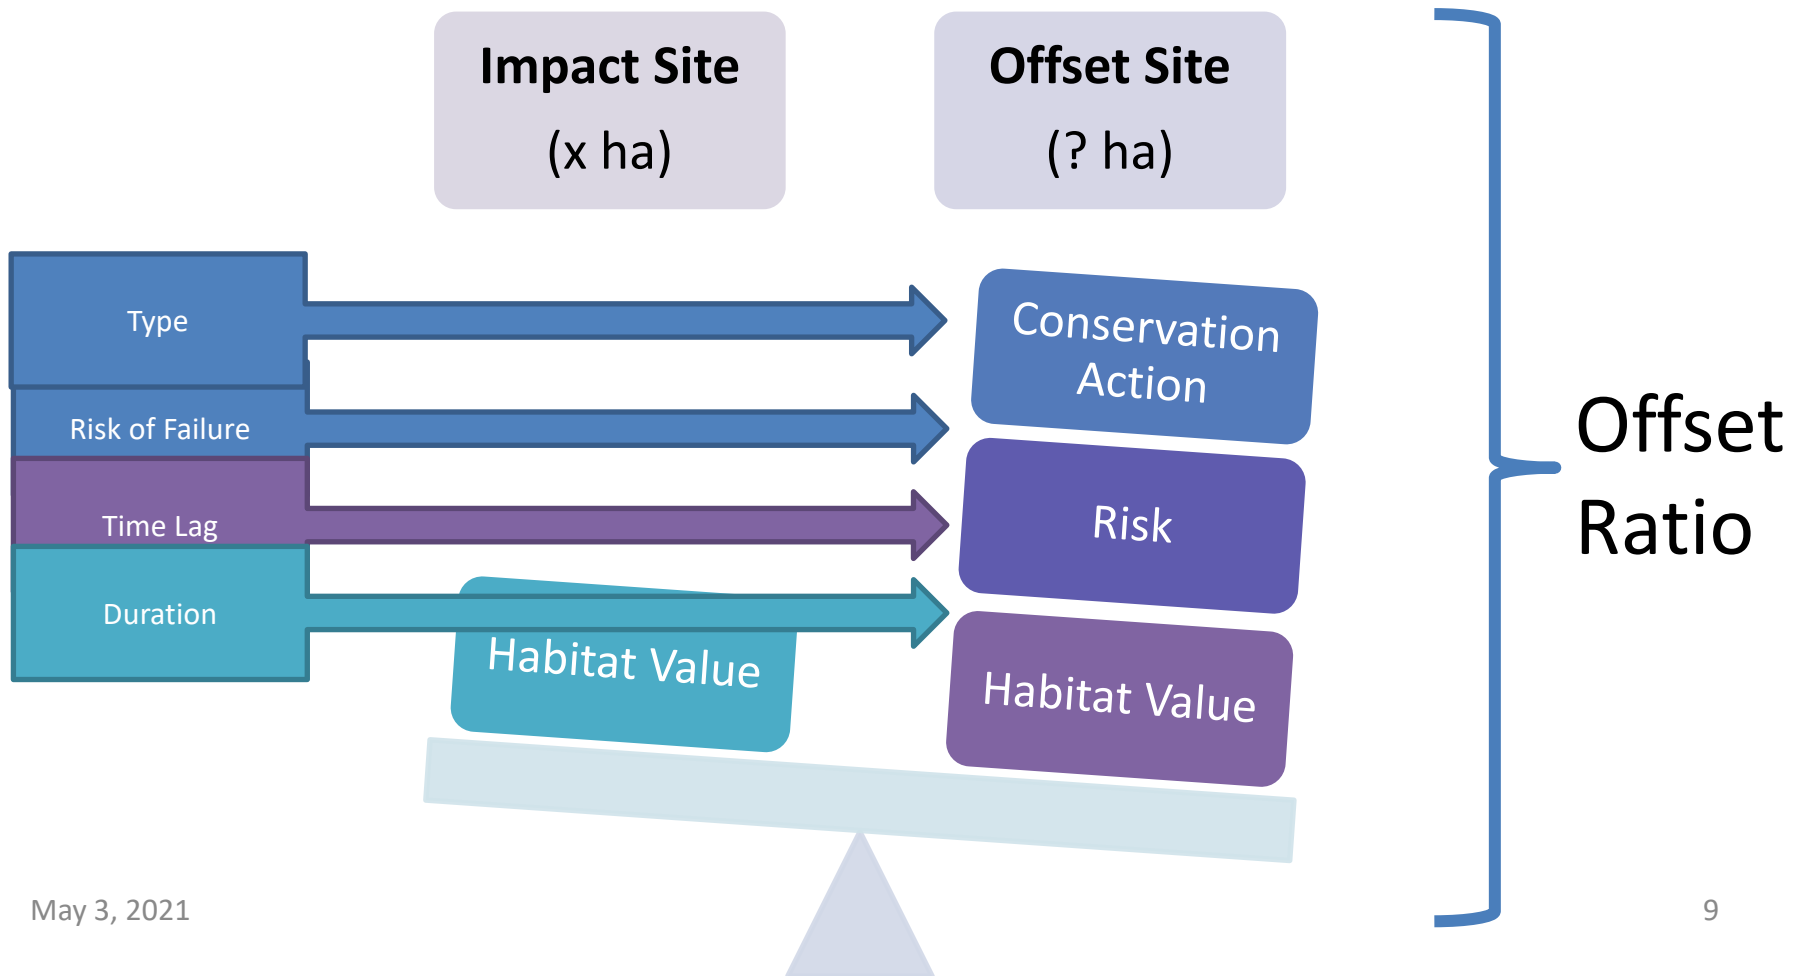 Impact Site
(x ha)
Offset Site
(? ha)
Type
Risk of Failure
Time Lag
Duration
Conservation
Action
Risk
Habitat Value
Habitat Value
Offset
Ratio
May 3, 2021
9